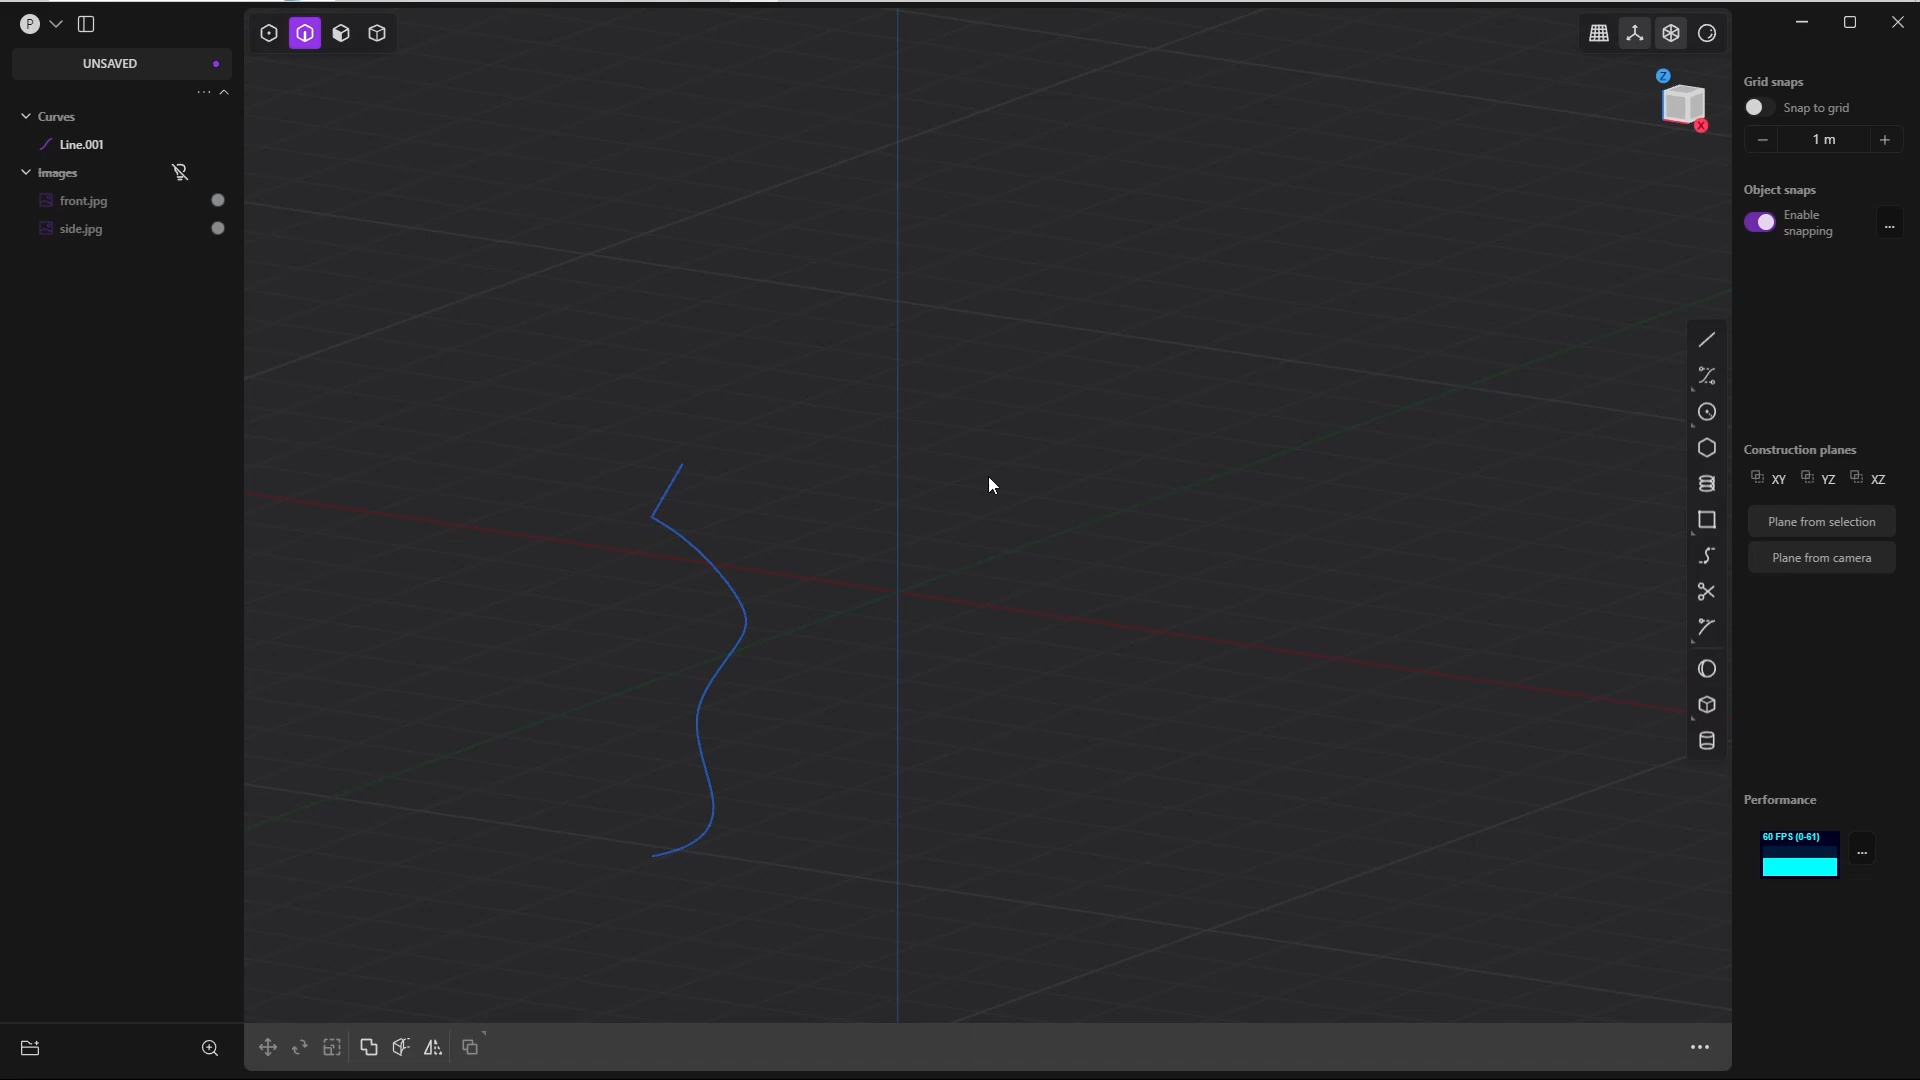 P
UNSAVED
Curves
Line.001
Images
front.jpg
side.jpg
Z
X
Grid snaps
Snap to grid
1 m
Object snaps
Enable
snapping
...
Construction planes
XY YZ XZ
Plane from selection
Plane from camera
Performance
60 FPS (0-61)
...